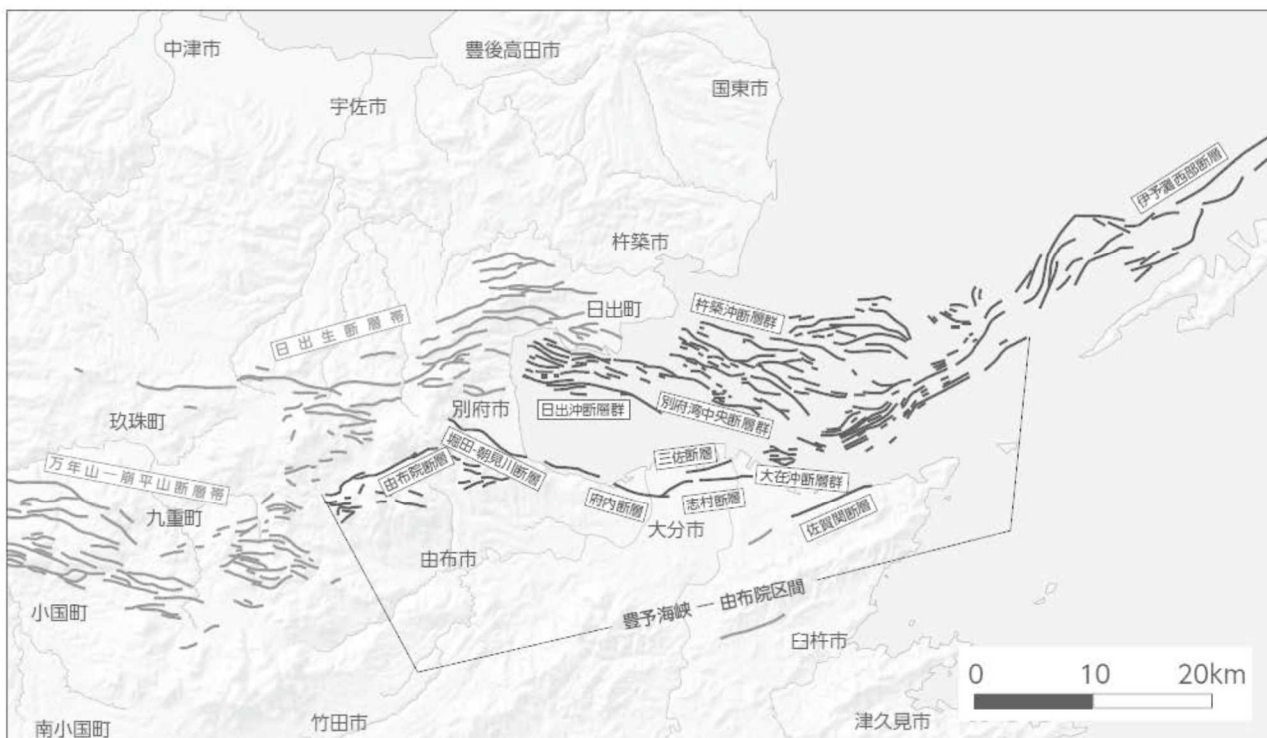 中津市
豊後高田市
国東市
宇佐市
伊予灘西部断層
杵築市
日出町
杵築沖断層群
日出生断層帯
別府市
日出沖断層群
別府湾中央断層群
玖珠町
堀田-朝見川断層
三佐断層
由布院断層
大在沖断層群
万年山ー崩平山断層帯
府内断層
志村断層
九重町
大分市
佐賀関断層
由布市
小国町
豊予海峡 ー 由布院区間
臼杵市
0 10 20km
竹田市
津久見市
南小国町